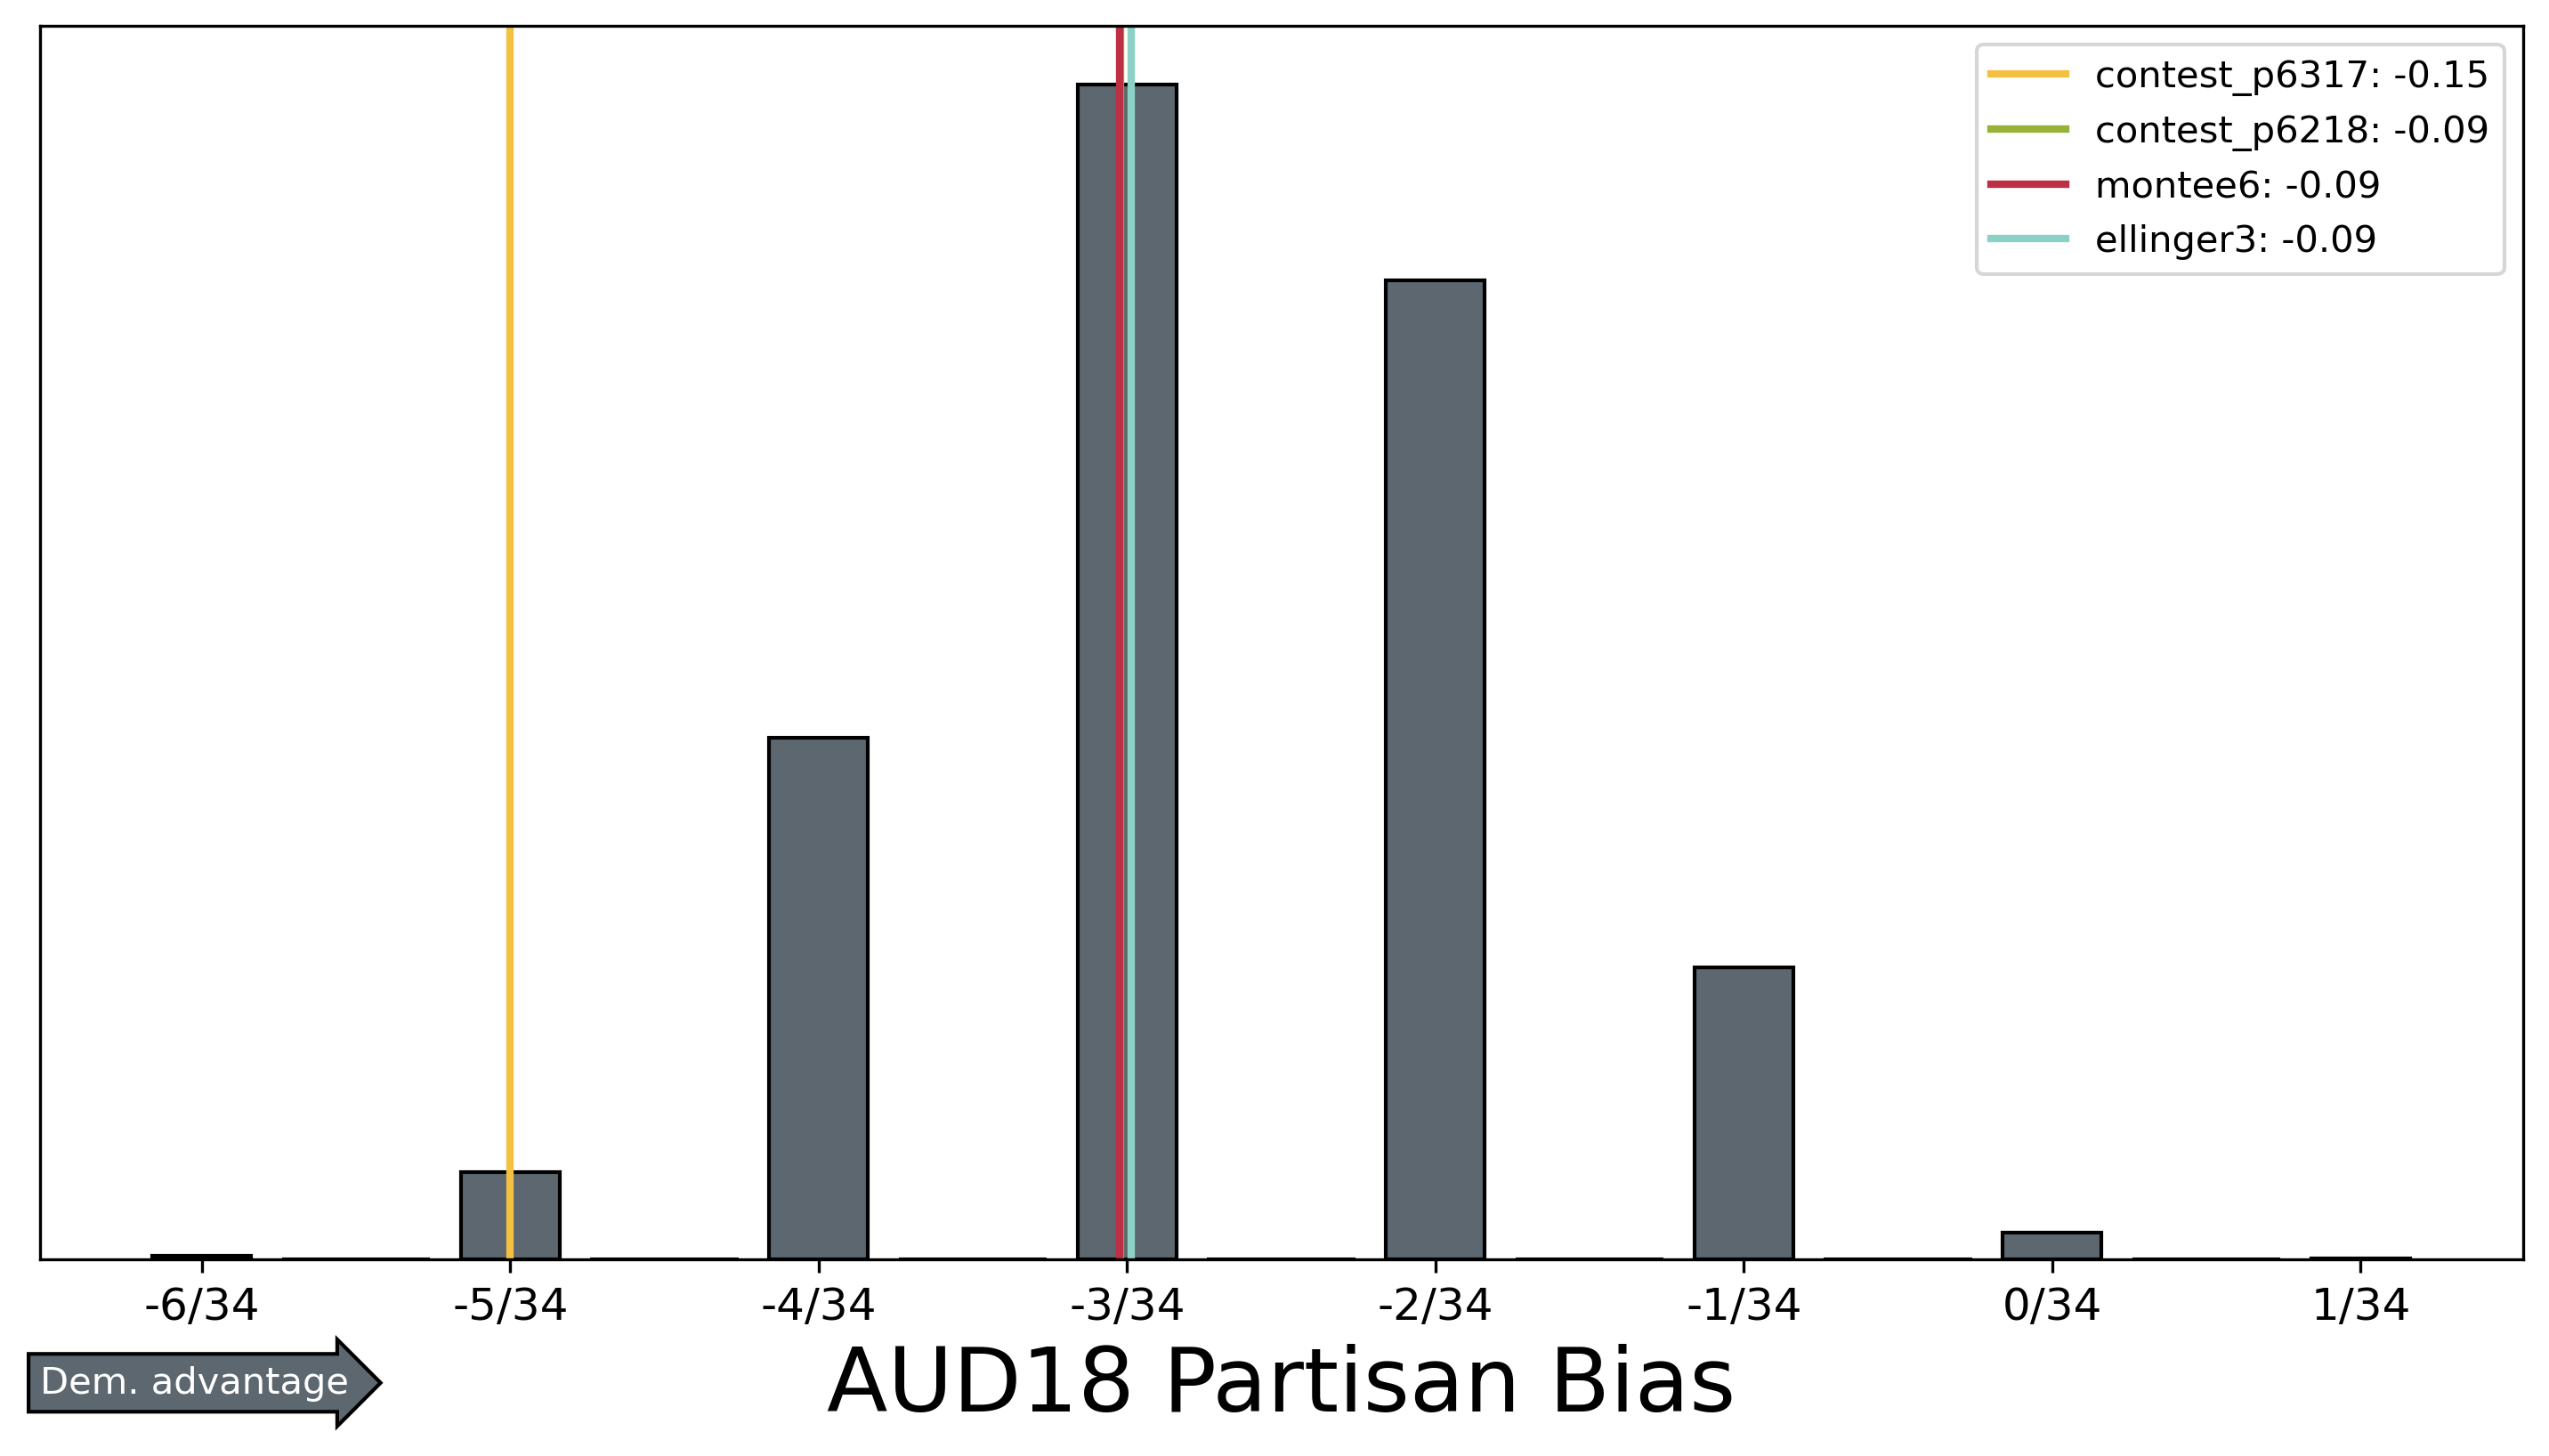 contest_p6317: -0.15
contest_p6218: -0.09
montee6: -0.09
ellinger3: -0.09
-6/34 -5/34 -4/34 -3/34 -2/34 -1/34 0/34 1/34
Dem. advantage
AUD18 Partisan Bias